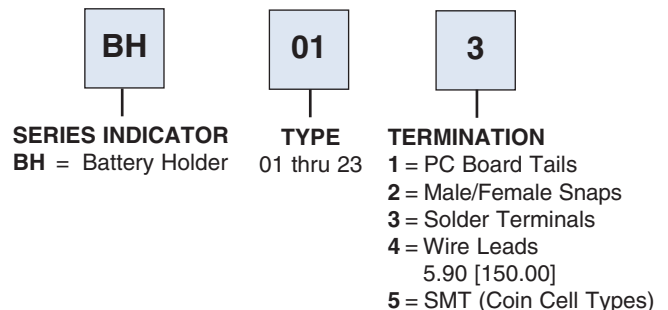 BH 01 3
SERIES INDICATOR TYPE TERMINATION
BH = Battery Holder 01 thru 23 1 = PC Board Tails
2 = Male/Female Snaps
3 = Solder Terminals
4 = Wire Leads
5.90 [150.00]
5 = SMT (Coin Cell Types)